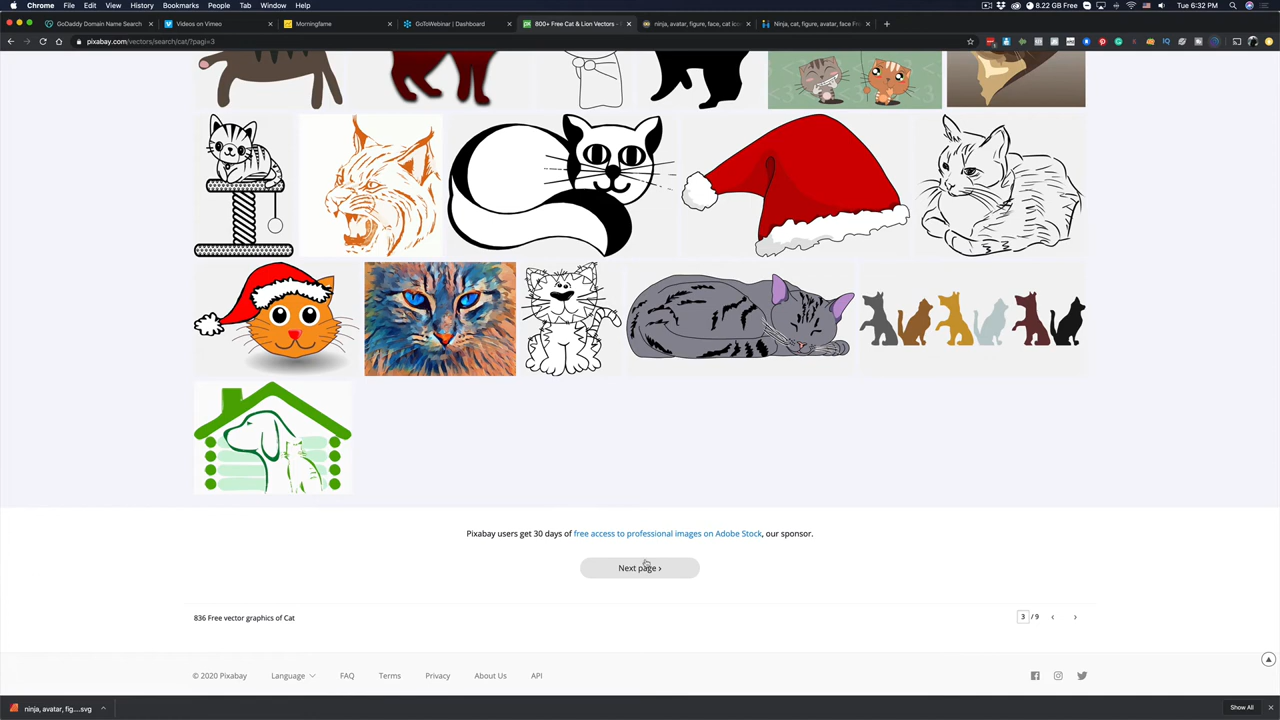 Chrome File Edit View History Bookmarks People Tab Window Help 8.22 GB Free Tue 6:32 PM
GoDaddy Domain Name Search × Videos on Vimeo × Morningfame × GoToWebinar | Dashboard × 800+ Free Cat & Lion Vectors - × ninja, avatar, figure, face, cat ico × Ninja, cat, figure, avatar, face Fr × +
pixabay.com/vectors/search/cat/?pagi=3
<3
Pixabay users get 30 days of free access to professional images on Adobe Stock, our sponsor.
Next page ›
836 Free vector graphics of Cat 3 / 9 ‹ ›
© 2020 Pixabay Language FAQ Terms Privacy About Us API
ninja, avatar, fig....svg Show All